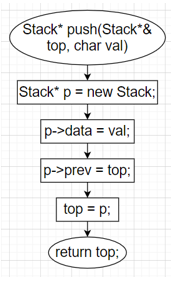 Stack* push(Stack*&
top, char val)
Stack* p = new Stack;
p->data = val;
p->prev = top;
top = p;
return top;